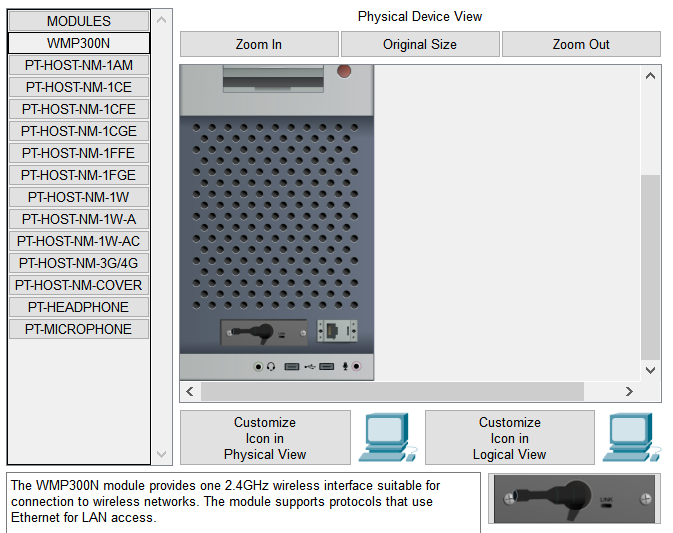 MODULES
WMP300N
PT-HOST-NM-1AM
PT-HOST-NM-1CE
PT-HOST-NM-1CFE
PT-HOST-NM-1CGE
PT-HOST-NM-1FFE
PT-HOST-NM-1FGE
PT-HOST-NM-1W
PT-HOST-NM-1W-A
PT-HOST-NM-1W-AC
PT-HOST-NM-3G/4G
PT-HOST-NM-COVER
PT-HEADPHONE
PT-MICROPHONE
Physical Device View
Zoom In
Original Size
Zoom Out
Customize
Icon in
Physical View
Customize
Icon in
Logical View
The WMP300N module provides one 2.4GHz wireless interface suitable for
connection to wireless networks. The module supports protocols that use
Ethernet for LAN access.
LINK